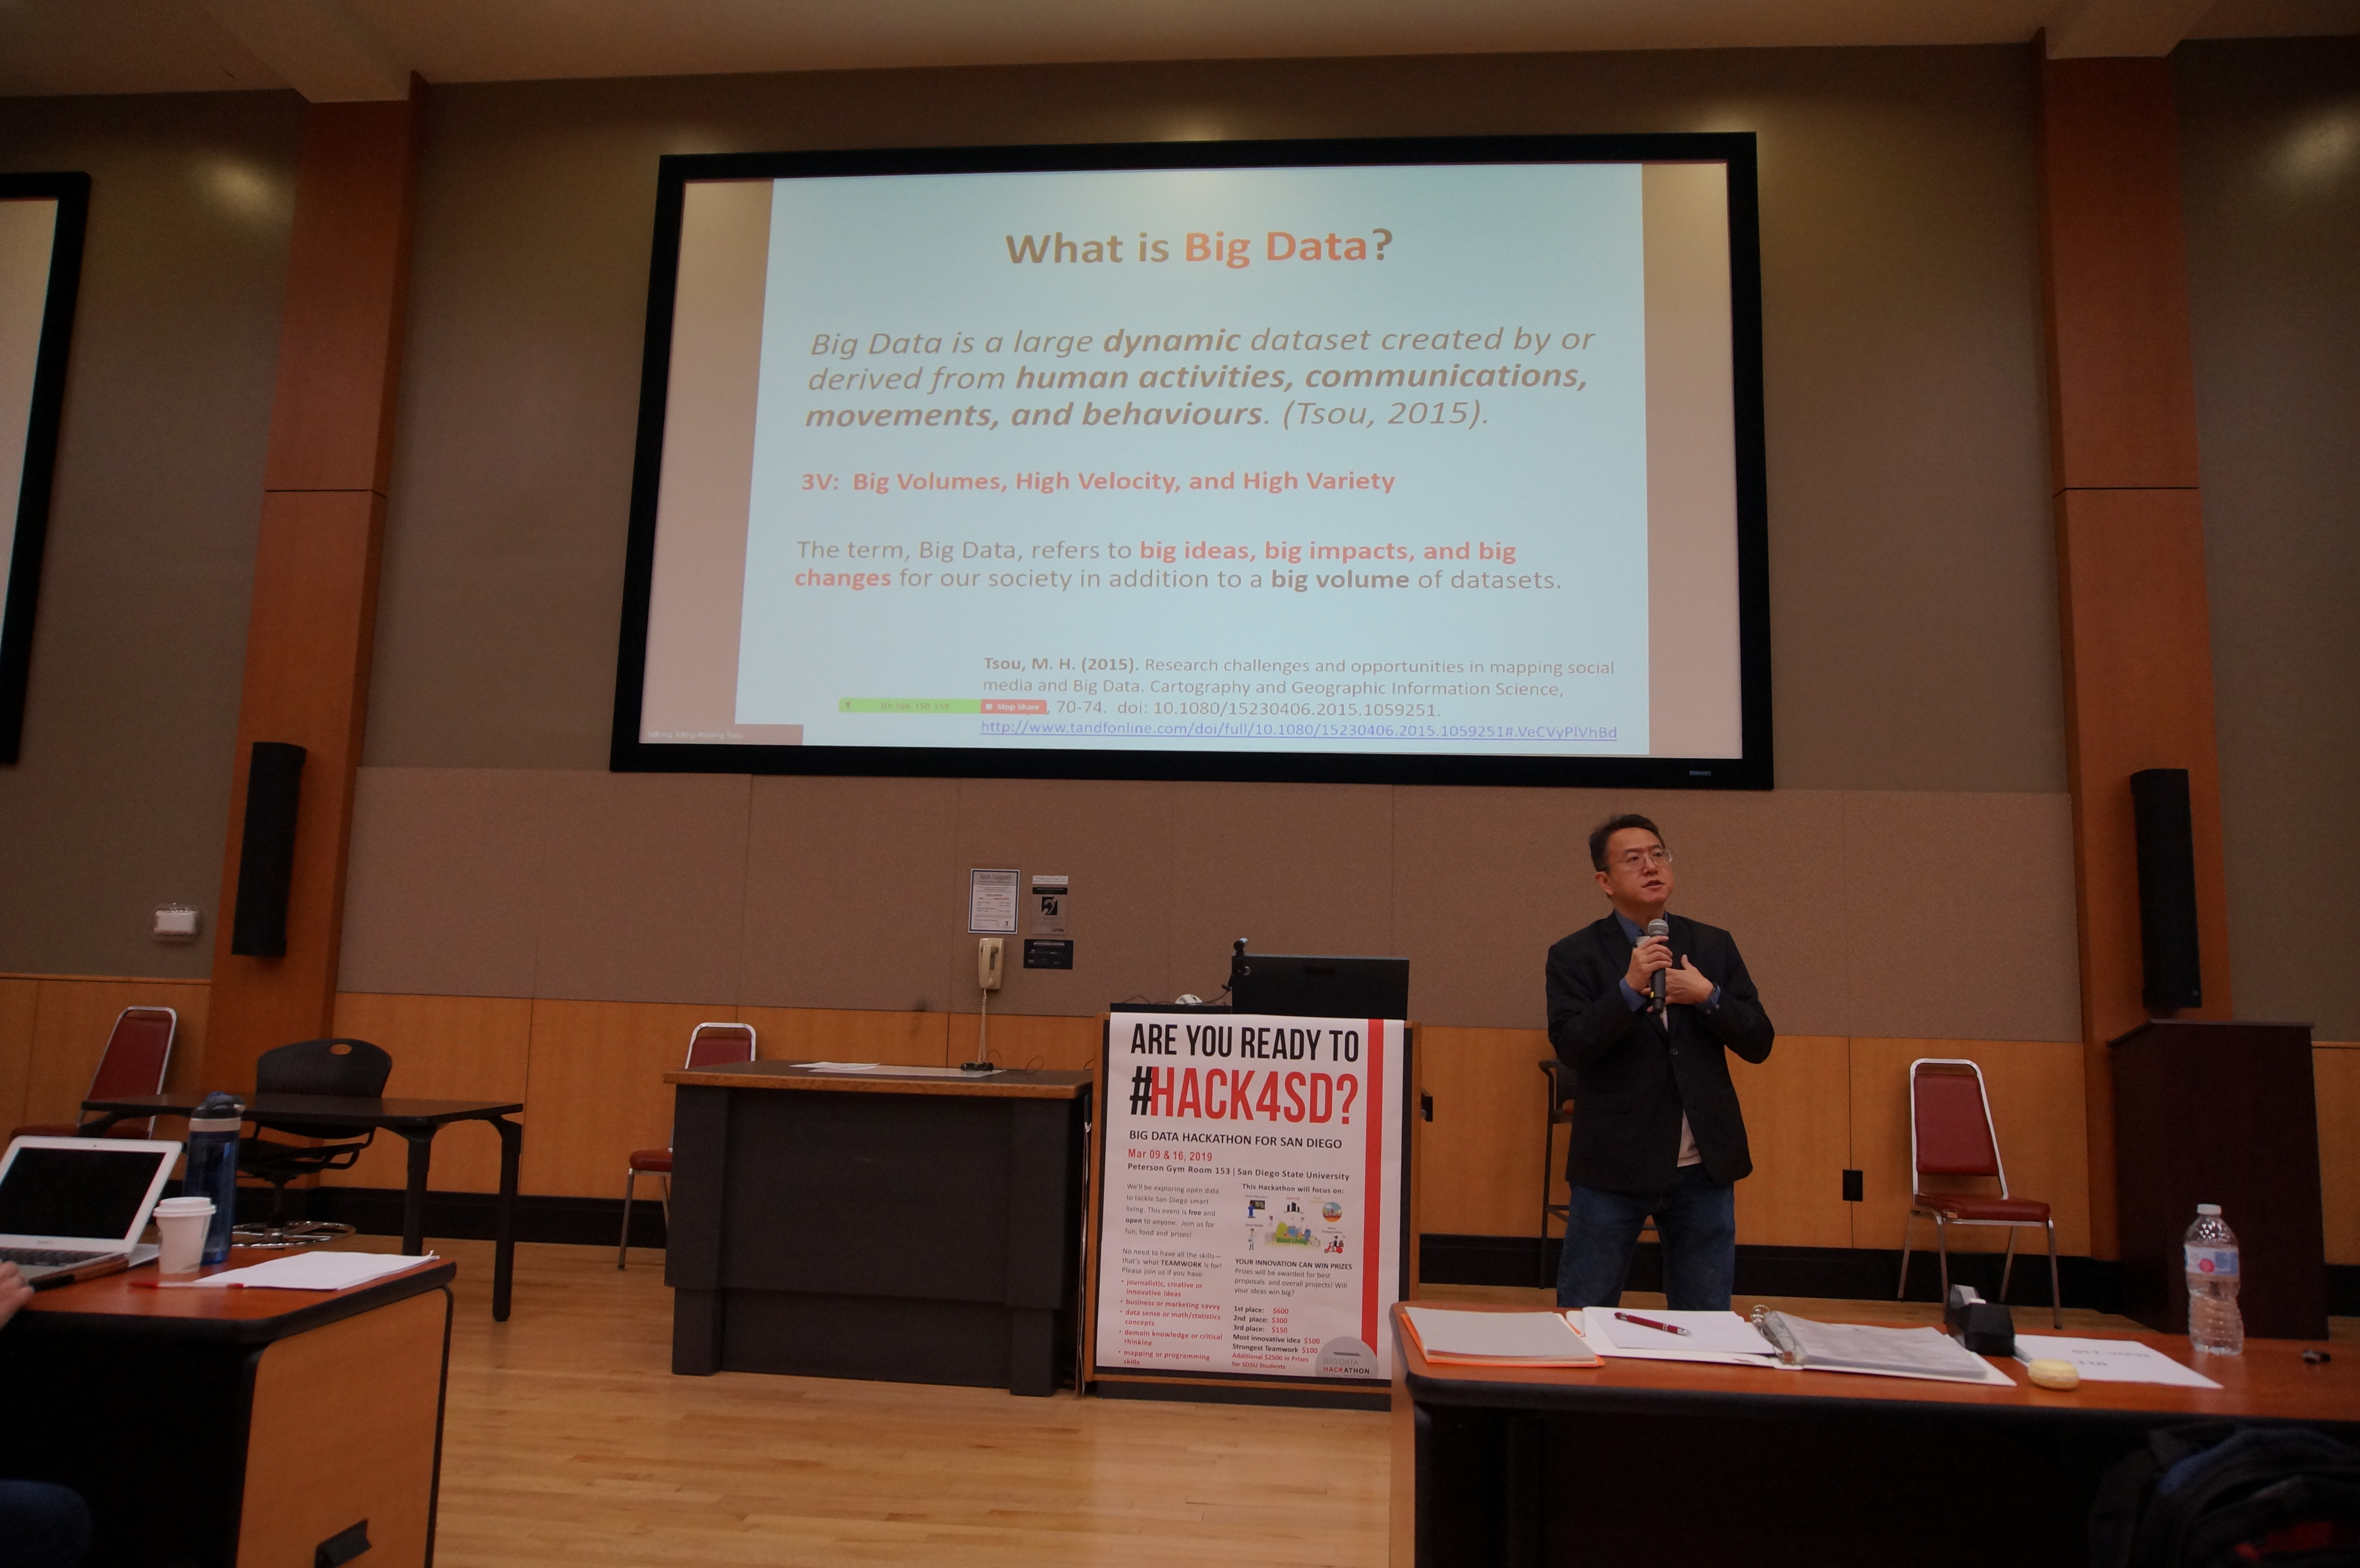 What is Big Data?
Big Data is a large dynamic dataset created by or
derived from human activities, communications,
movements, and behaviours. (Tsou, 2015).
3V: Big Volumes, High Velocity, and High Variety
The term, Big Data, refers to big ideas, big impacts, and big
changes for our society in addition to a big volume of datasets.
Tsou, M. H. (2015). Research challenges and opportunities in mapping social
media and Big Data. Cartography and Geographic Information Science,
Stop Share , 70-74. doi: 10.1080/15230406.2015.1059251.
http://www.tandfonline.com/doi/full/10.1080/15230406.2015.1059251#.VeCVyPlVhBd
Talking: Ming-Hsiang Tsou
ARE YOU READY TO
#HACK4SD?
BIG DATA HACKATHON FOR SAN DIEGO
Mar 09 & 16, 2019
Peterson Gym Room 153 | San Diego State University
We'll be exploring open data
to tackle San Diego smart
living. This event is free and
open to anyone. Join us for
fun, food and prizes!
No need to have all the skills—
that's what TEAMWORK is for!
Please join us if you have:
• journalistic, creative or
innovative ideas
• business or marketing savvy
• data sense or math/statistics
concepts
• domain knowledge or critical
thinking
• mapping or programming
skills
This Hackathon will focus on:
YOUR INNOVATION CAN WIN PRIZES
Prizes will be awarded for best
proposals and overall projects! Will
your ideas win big?
1st place: $600
2nd place: $300
3rd place: $150
Most innovative idea $100
Strongest Teamwork $100
Additional $2500 in Prizes
for SDSU Students
BIG DATA
HACKATHON